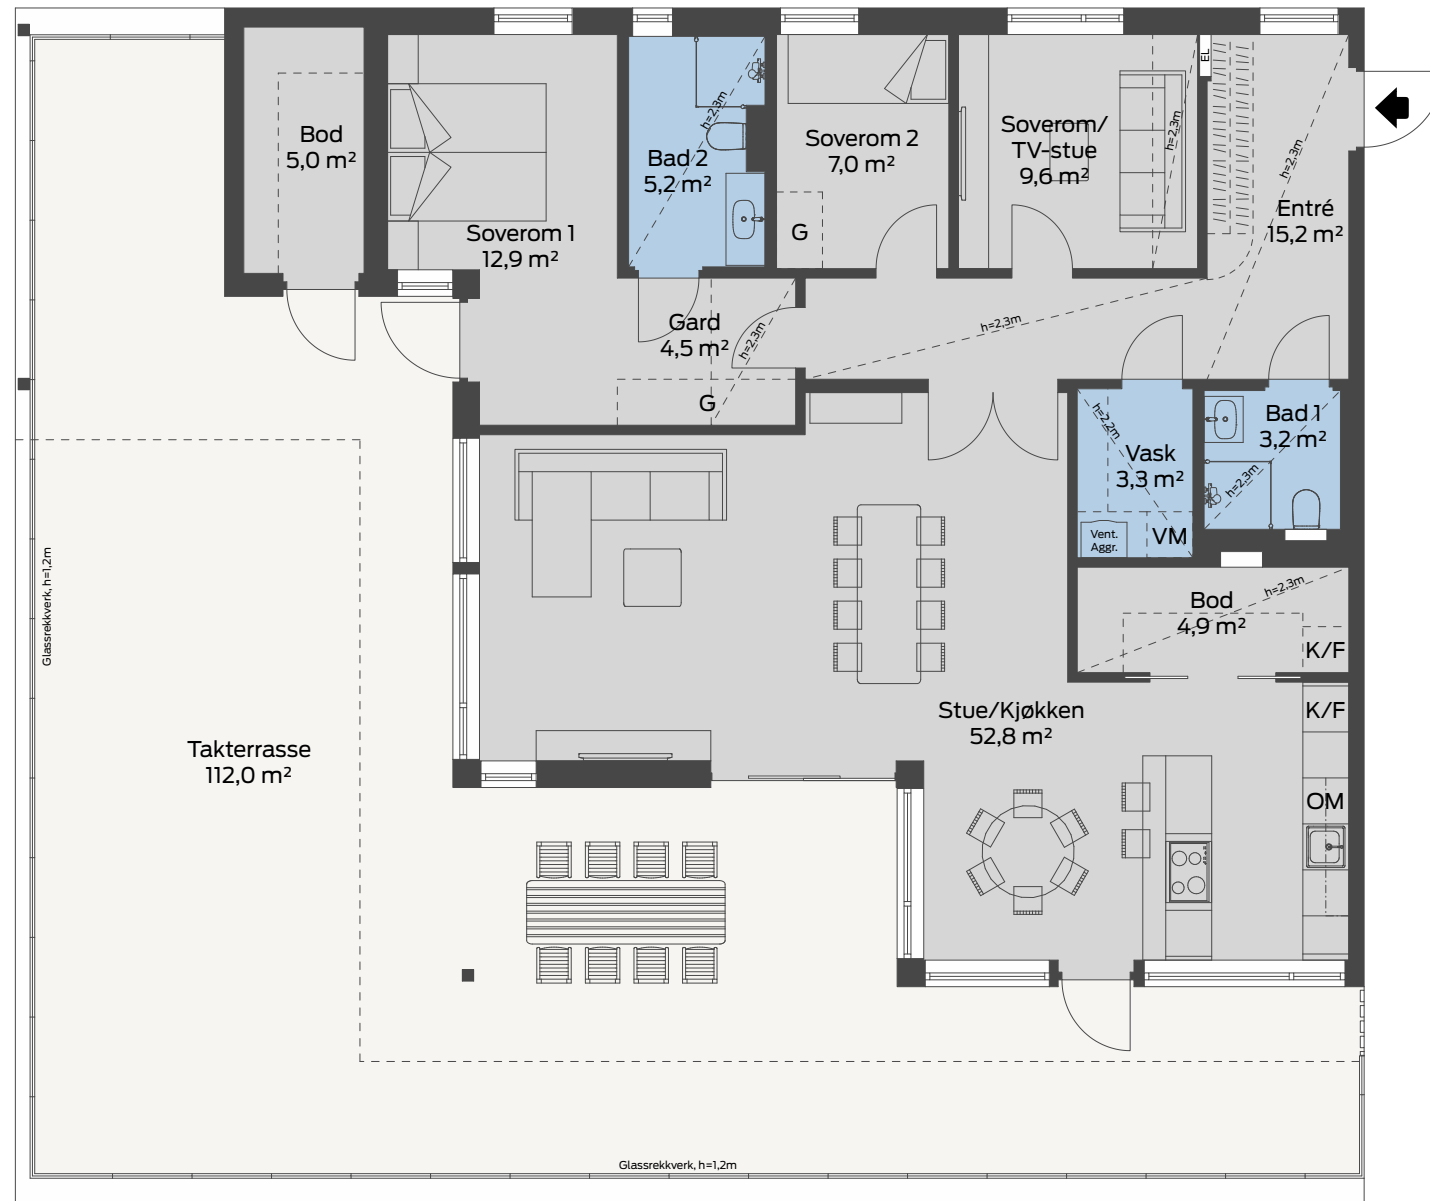 EL
Bod
5,0 m²
Soverom 1
12,9 m²
h=2,3m
Bad 2
5,2 m²
Soverom 2
7,0 m²
G
Soverom/
TV-stue
9,6 m²
h=2,3m
h=2,3m
Entré
15,2 m²
Gard
4,5 m²
h=2,3m
G
h=2,3m
h=2,2m
Vask
3,3 m²
Vent.
Aggr.
VM
Bad 1
3,2 m²
h=2,3m
Bod
4,9 m²
h=2,3m
K/F
K/F
Stue/Kjøkken
52,8 m²
OM
Takterrasse
112,0 m²
Glassrekkverk, h=1,2m
Glassrekkverk, h=1,2m